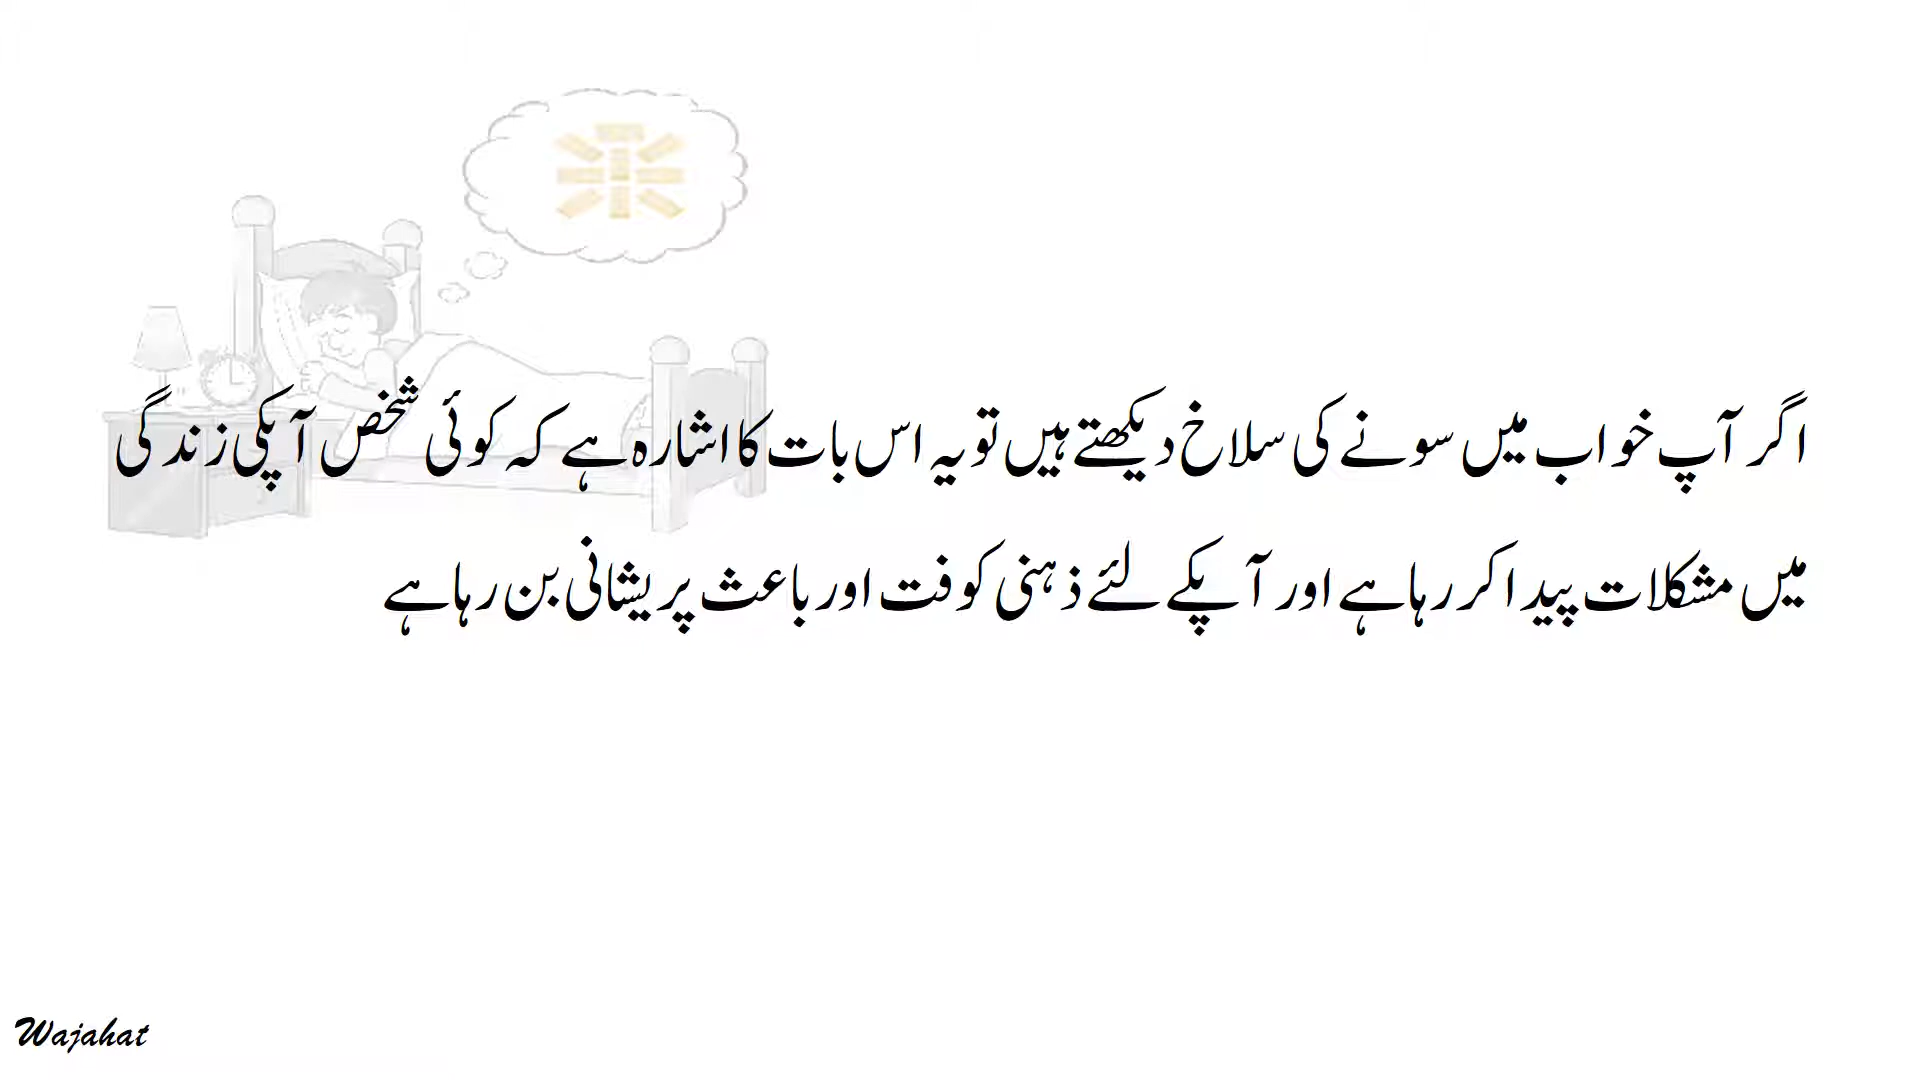 اگر آپ خواب میں سونے کی سلاخ دیکھتے ہیں تو یہ اس بات کا اشارہ ہے کہ کوئی شخص آپکی زندگی
میں مشکلات پیدا کر رہا ہے اور آپکے لئے ذہنی کوفت اور باعث پریشانی بن رہا ہے
Wajahat